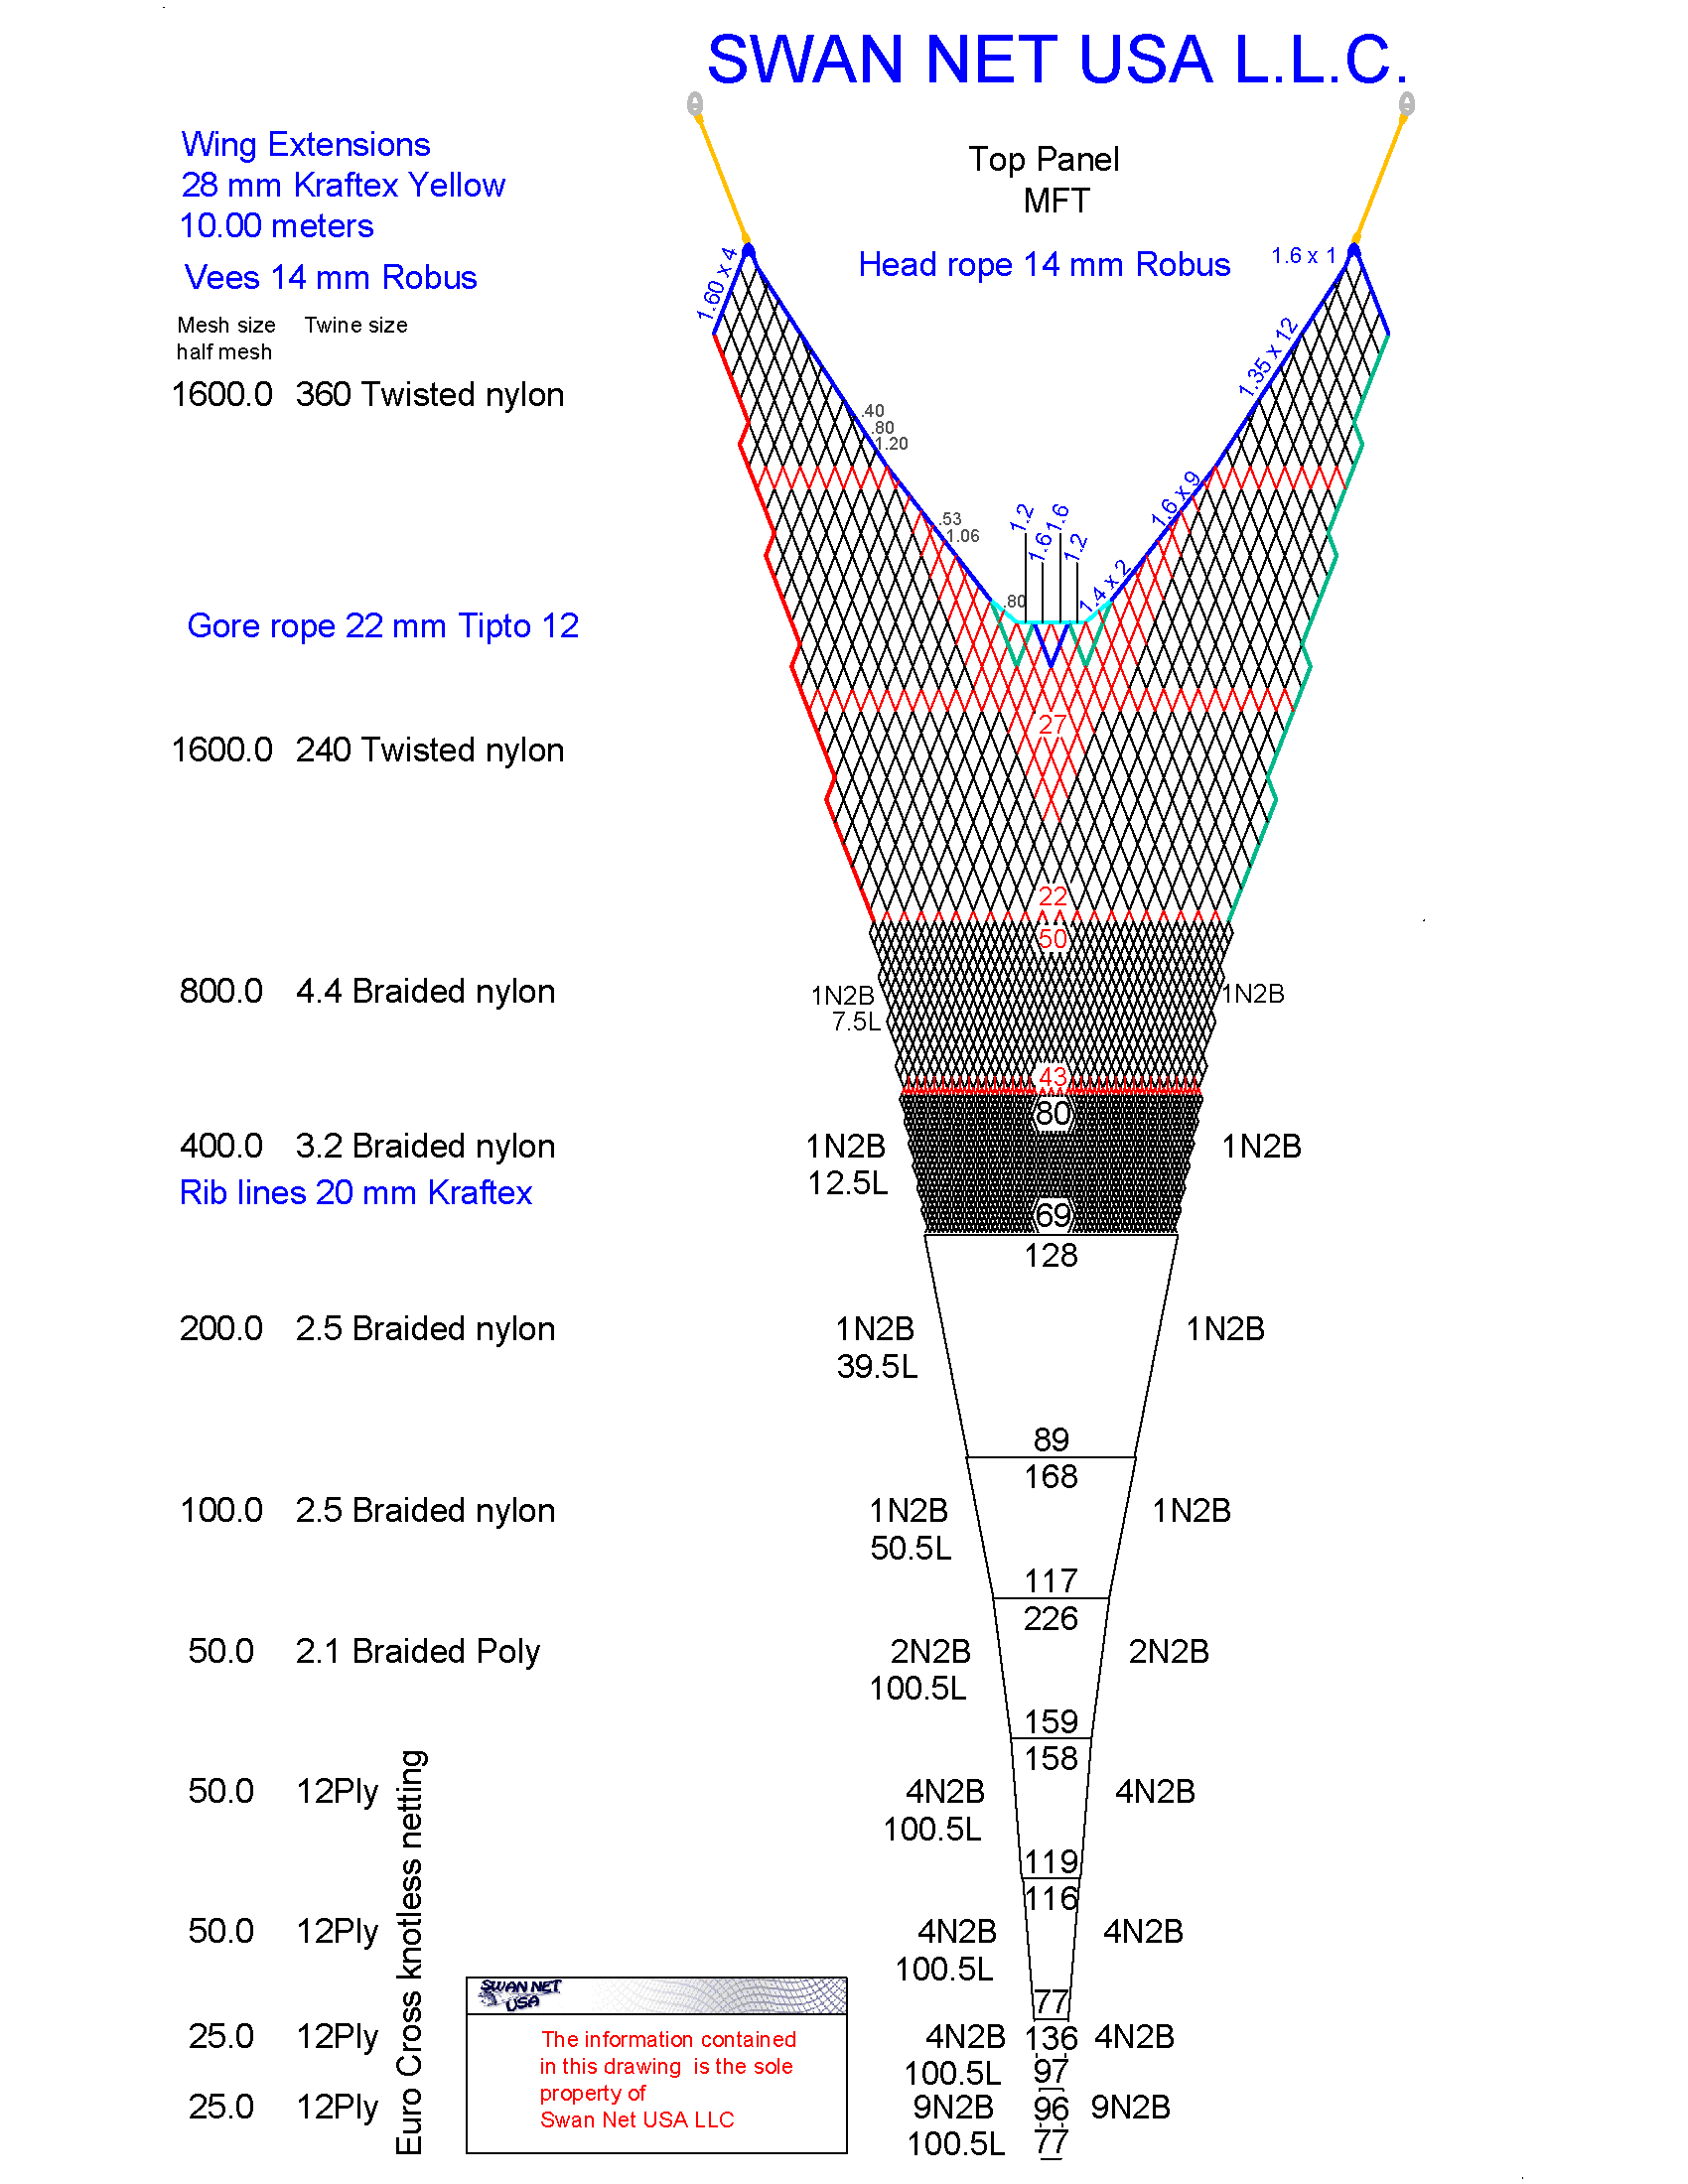 SWAN NET USA L.L.C.
Wing Extensions
28 mm Kraftex Yellow
10.00 meters
Top Panel
MFT
Vees 14 mm Robus
Head rope 14 mm Robus
1.60 x 4
1.6 x 1
Mesh size Twine size
half mesh
1600.0 360 Twisted nylon
1.35 x 12
.40
.80
1.20
1.6 x 9
.53
1.06
1.2
1.6
1.6
1.2
1.4 x 2
.80
Gore rope 22 mm Tipto 12
27
1600.0 240 Twisted nylon
22
50
800.0 4.4 Braided nylon
1N2B
7.5L
1N2B
43
80
400.0 3.2 Braided nylon
1N2B
12.5L
1N2B
Rib lines 20 mm Kraftex
69
128
200.0 2.5 Braided nylon
1N2B
39.5L
1N2B
89
168
100.0 2.5 Braided nylon
1N2B
50.5L
1N2B
117
226
50.0 2.1 Braided Poly
2N2B
100.5L
2N2B
159
158
50.0 12Ply
4N2B
100.5L
4N2B
119
116
50.0 12Ply
4N2B
100.5L
4N2B
77
25.0 12Ply
4N2B 136 4N2B
100.5L 97
25.0 12Ply
9N2B 96 9N2B
100.5L 77
Euro Cross knotless netting
SWAN NET
USA
The information contained
in this drawing is the sole
property of
Swan Net USA LLC